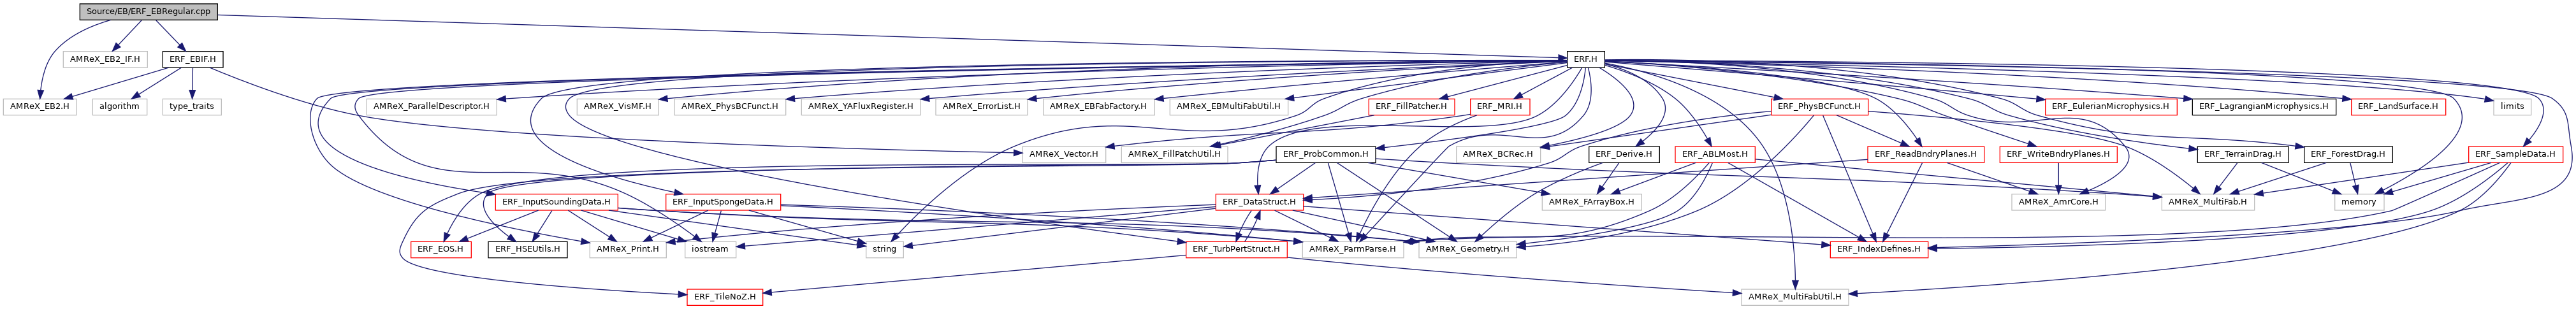 Source/EB/ERF_EBRegular.cpp
AMReX_EB2_IF.H
ERF_EBIF.H
ERF.H
AMReX_EB2.H
algorithm
type_traits
AMReX_ParallelDescriptor.H
AMReX_VisMF.H
AMReX_PhysBCFunct.H
AMReX_YAFluxRegister.H
AMReX_ErrorList.H
AMReX_EBFabFactory.H
AMReX_EBMultiFabUtil.H
ERF_FillPatcher.H
ERF_MRI.H
ERF_PhysBCFunct.H
ERF_EulerianMicrophysics.H
ERF_LagrangianMicrophysics.H
ERF_LandSurface.H
limits
AMReX_Vector.H
AMReX_FillPatchUtil.H
ERF_ProbCommon.H
AMReX_BCRec.H
ERF_Derive.H
ERF_ABLMost.H
ERF_ReadBndryPlanes.H
ERF_WriteBndryPlanes.H
ERF_TerrainDrag.H
ERF_ForestDrag.H
ERF_SampleData.H
ERF_InputSoundingData.H
ERF_InputSpongeData.H
ERF_DataStruct.H
AMReX_FArrayBox.H
AMReX_AmrCore.H
AMReX_MultiFab.H
memory
ERF_EOS.H
ERF_HSEUtils.H
AMReX_Print.H
iostream
string
ERF_TurbPertStruct.H
AMReX_ParmParse.H
AMReX_Geometry.H
ERF_IndexDefines.H
ERF_TileNoZ.H
AMReX_MultiFabUtil.H